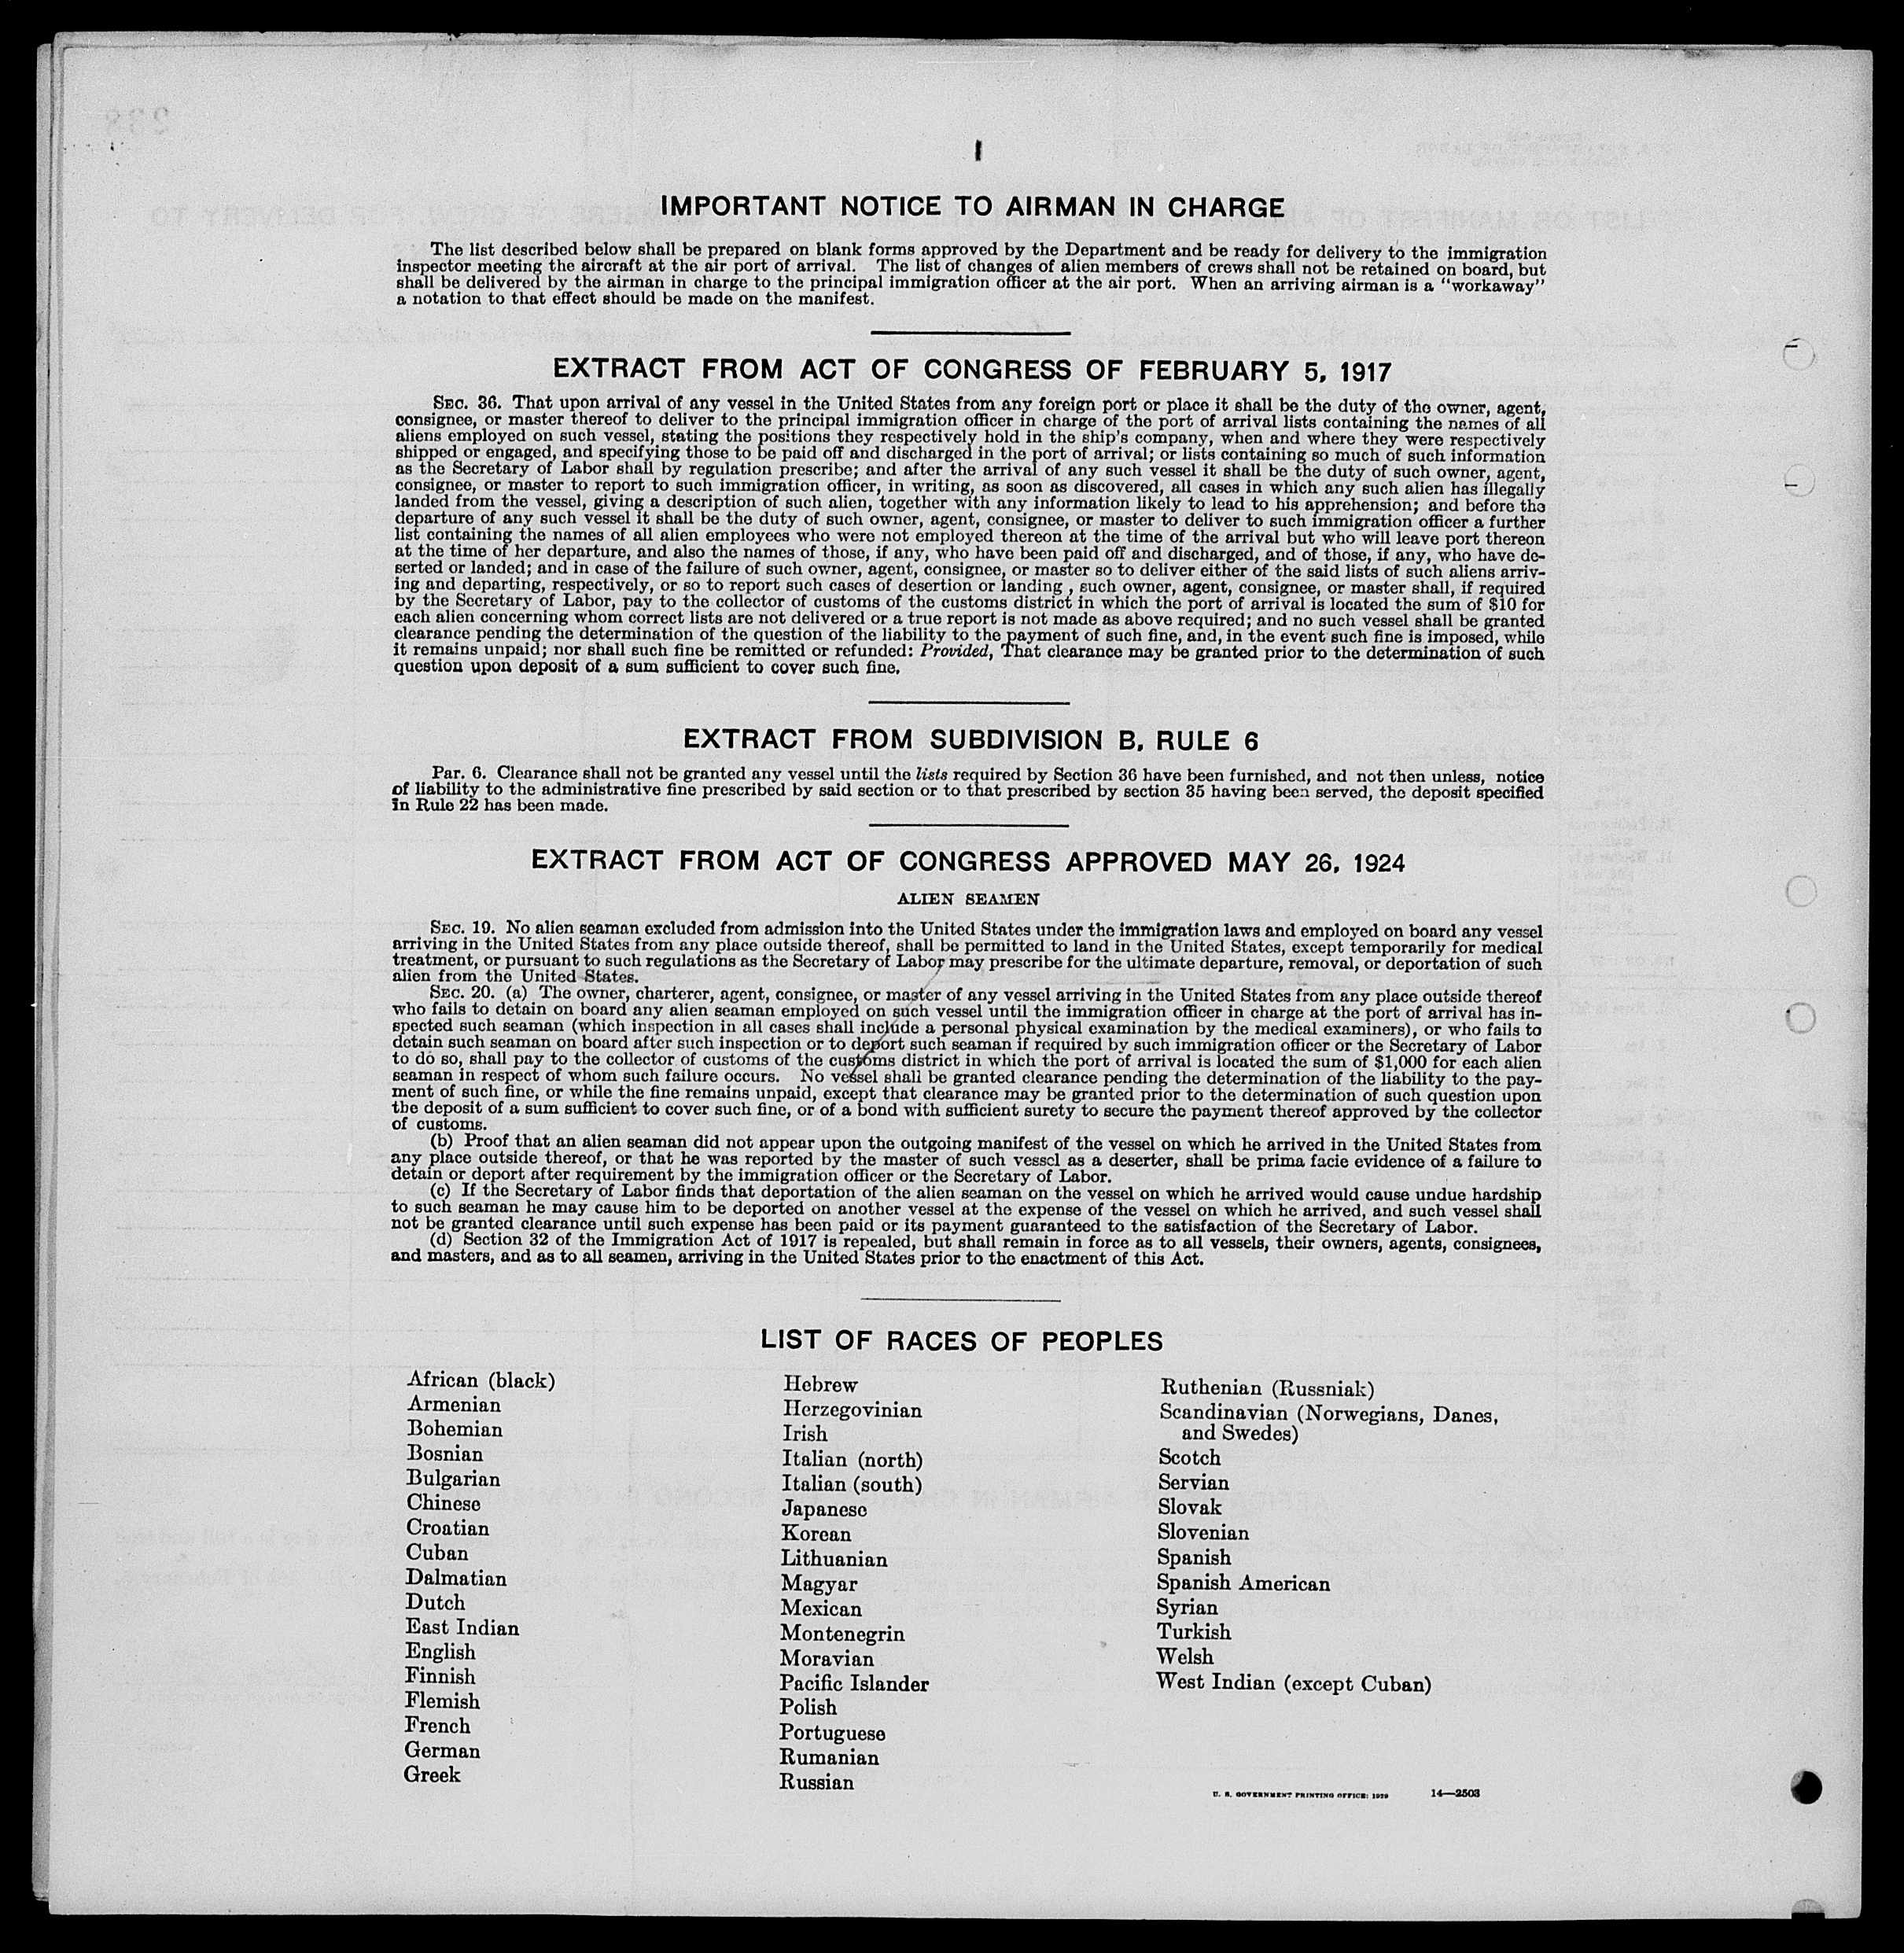 IMPORTANT NOTICE TO AIRMAN IN CHARGE
The list described below shall be prepared on blank forms approved by the Department and be ready for delivery to the immigration
inspector meeting the aircraft at the air port of arrival. The list of changes of alien members of crews shall not be retained on board, but
shall be delivered by the airman in charge to the principal immigration officer at the air port. When an arriving airman is a "workaway"
a notation to that effect should be made on the manifest.
EXTRACT FROM ACT OF CONGRESS OF FEBRUARY 5, 1917
SEC. 36. That upon arrival of any vessel in the United States from any foreign port or place it shall be the duty of the owner, agent,
consignee, or master thereof to deliver to the principal immigration officer in charge of the port of arrival lists containing the names of all
aliens employed on such vessel, stating the positions they respectively hold in the ship's company, when and where they were respectively
shipped or engaged, and specifying those to be paid off and discharged in the port of arrival; or lists containing so much of such information
as the Secretary of Labor shall by regulation prescribe; and after the arrival of any such vessel it shall be the duty of such owner, agent,
consignee, or master to report to such immigration officer, in writing, as soon as discovered, all cases in which any such alien has illegally
landed from the vessel, giving a description of such alien, together with any information likely to lead to his apprehension; and before the
departure of any such vessel it shall be the duty of such owner, agent, consignee, or master to deliver to such immigration officer a further
list containing the names of all alien employees who were not employed thereon at the time of the arrival but who will leave port thereon
at the time of her departure, and also the names of those, if any, who have been paid off and discharged, and of those, if any, who have de-
serted or landed; and in case of the failure of such owner, agent, consignee, or master so to deliver either of the said lists of such aliens arriv-
ing and departing, respectively, or so to report such cases of desertion or landing , such owner, agent, consignee, or master shall, if required
by the Secretary of Labor, pay to the collector of customs of the customs district in which the port of arrival is located the sum of $10 for
each alien concerning whom correct lists are not delivered or a true report is not made as above required; and no such vessel shall be granted
clearance pending the determination of the question of the liability to the payment of such fine, and, in the event such fine is imposed, while
it remains unpaid; nor shall such fine be remitted or refunded: Provided, That clearance may be granted prior to the determination of such
question upon deposit of a sum sufficient to cover such fine.
EXTRACT FROM SUBDIVISION B, RULE 6
Par. 6. Clearance shall not be granted any vessel until the lists required by Section 36 have been furnished, and not then unless, notice
of liability to the administrative fine prescribed by said section or to that prescribed by section 35 having been served, the deposit specified
in Rule 22 has been made.
EXTRACT FROM ACT OF CONGRESS APPROVED MAY 26, 1924
ALIEN SEAMEN
SEC. 19. No alien seaman excluded from admission into the United States under the immigration laws and employed on board any vessel
arriving in the United States from any place outside thereof, shall be permitted to land in the United States, except temporarily for medical
treatment, or pursuant to such regulations as the Secretary of Labor may prescribe for the ultimate departure, removal, or deportation of such
alien from the United States.
SEC. 20. (a) The owner, charterer, agent, consignee, or master of any vessel arriving in the United States from any place outside thereof
who fails to detain on board any alien seaman employed on such vessel until the immigration officer in charge at the port of arrival has in-
spected such seaman (which inspection in all cases shall include a personal physical examination by the medical examiners), or who fails to
detain such seaman on board after such inspection or to deport such seaman if required by such immigration officer or the Secretary of Labor
to do so, shall pay to the collector of customs of the customs district in which the port of arrival is located the sum of $1,000 for each alien
seaman in respect of whom such failure occurs. No vessel shall be granted clearance pending the determination of the liability to the pay-
ment of such fine, or while the fine remains unpaid, except that clearance may be granted prior to the determination of such question upon
the deposit of a sum sufficient to cover such fine, or of a bond with sufficient surety to secure the payment thereof approved by the collector
of customs.
(b) Proof that an alien seaman did not appear upon the outgoing manifest of the vessel on which he arrived in the United States from
any place outside thereof, or that he was reported by the master of such vessel as a deserter, shall be prima facie evidence of a failure to
detain or deport after requirement by the immigration officer or the Secretary of Labor.
(c) If the Secretary of Labor finds that deportation of the alien seaman on the vessel on which he arrived would cause undue hardship
to such seaman he may cause him to be deported on another vessel at the expense of the vessel on which he arrived, and such vessel shall
not be granted clearance until such expense has been paid or its payment guaranteed to the satisfaction of the Secretary of Labor.
(d) Section 32 of the Immigration Act of 1917 is repealed, but shall remain in force as to all vessels, their owners, agents, consignees,
and masters, and as to all seamen, arriving in the United States prior to the enactment of this Act.
LIST OF RACES OF PEOPLES
African (black)
Armenian
Bohemian
Bosnian
Bulgarian
Chinese
Croatian
Cuban
Dalmatian
Dutch
East Indian
English
Finnish
Flemish
French
German
Greek
Hebrew
Herzegovinian
Irish
Italian (north)
Italian (south)
Japanese
Korean
Lithuanian
Magyar
Mexican
Montenegrin
Moravian
Pacific Islander
Polish
Portuguese
Rumanian
Russian
Ruthenian (Russniak)
Scandinavian (Norwegians, Danes,
and Swedes)
Scotch
Servian
Slovak
Slovenian
Spanish
Spanish American
Syrian
Turkish
Welsh
West Indian (except Cuban)
U. S. GOVERNMENT PRINTING OFFICE: 1929 14—2503